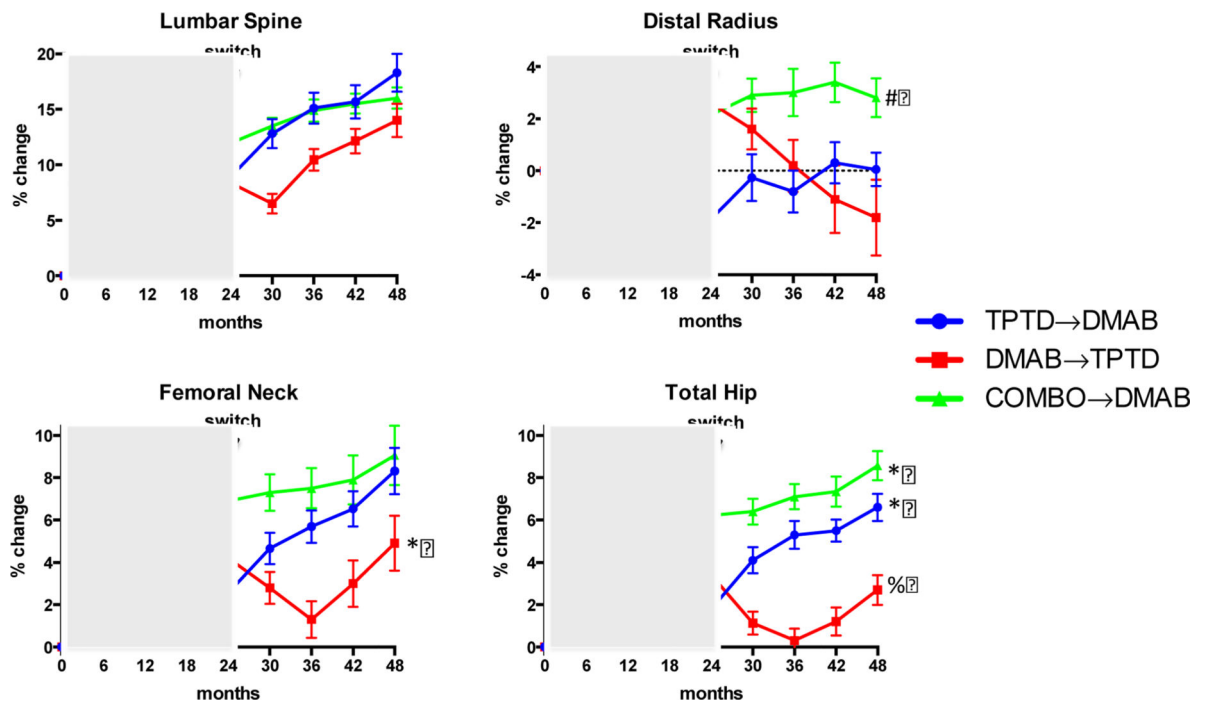 Lumbar Spine
switch
% change
20
15
10
5
0
0 6 12 18 24 30 36 42 48
months
Distal Radius
switch
% change
4
2
0
-2
-4
0 6 12 18 24 30 36 42 48
months
#
TPTD→DMAB
DMAB→TPTD
COMBO→DMAB
Femoral Neck
switch
% change
10
8
6
4
2
0
0 6 12 18 24 30 36 42 48
months
*
Total Hip
switch
% change
10
8
6
4
2
0
0 6 12 18 24 30 36 42 48
months
*
*
%